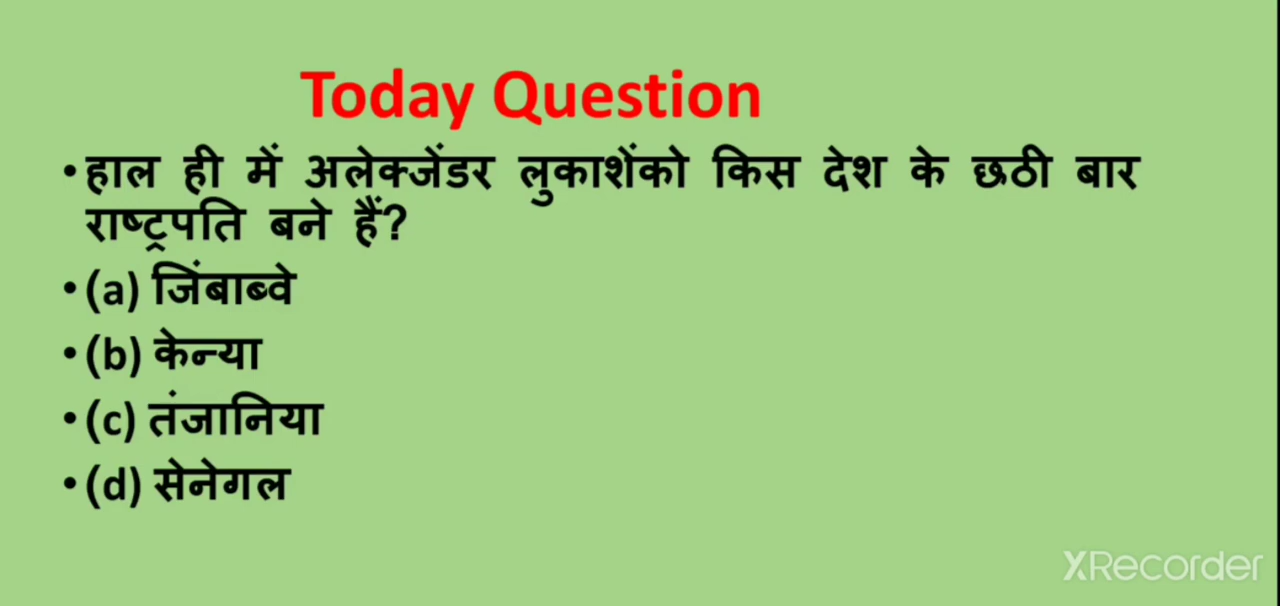 Today Question
• हाल ही में अलेक्जेंडर लुकाशेंको किस देश के छठी बार
राष्ट्रपति बने हैं?
• (a) जिंबाब्वे
• (b) केन्या
• (c) तंजानिया
• (d) सेनेगल
XRecorder